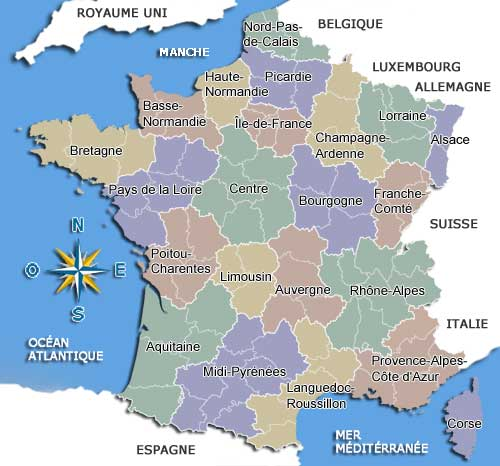 ROYAUME UNI
BELGIQUE
MANCHE
LUXEMBOURG
ALLEMAGNE
Nord-Pas-
de-Calais
Haute-
Normandie
Picardie
Basse-
Normandie
Île-de-France
Champagne-
Ardenne
Lorraine
Alsace
Bretagne
Pays de la Loire
Centre
Bourgogne
Franche-
Comté
SUISSE
N
O
E
S
Poitou-
Charentes
Limousin
Auvergne
Rhône-Alpes
ITALIE
OCÉAN
ATLANTIQUE
Aquitaine
Midi-Pyrénées
Languedoc-
Roussillon
Provence-Alpes-
Côte d'Azur
Corse
ESPAGNE
MER
MÉDITÉRRANÉE